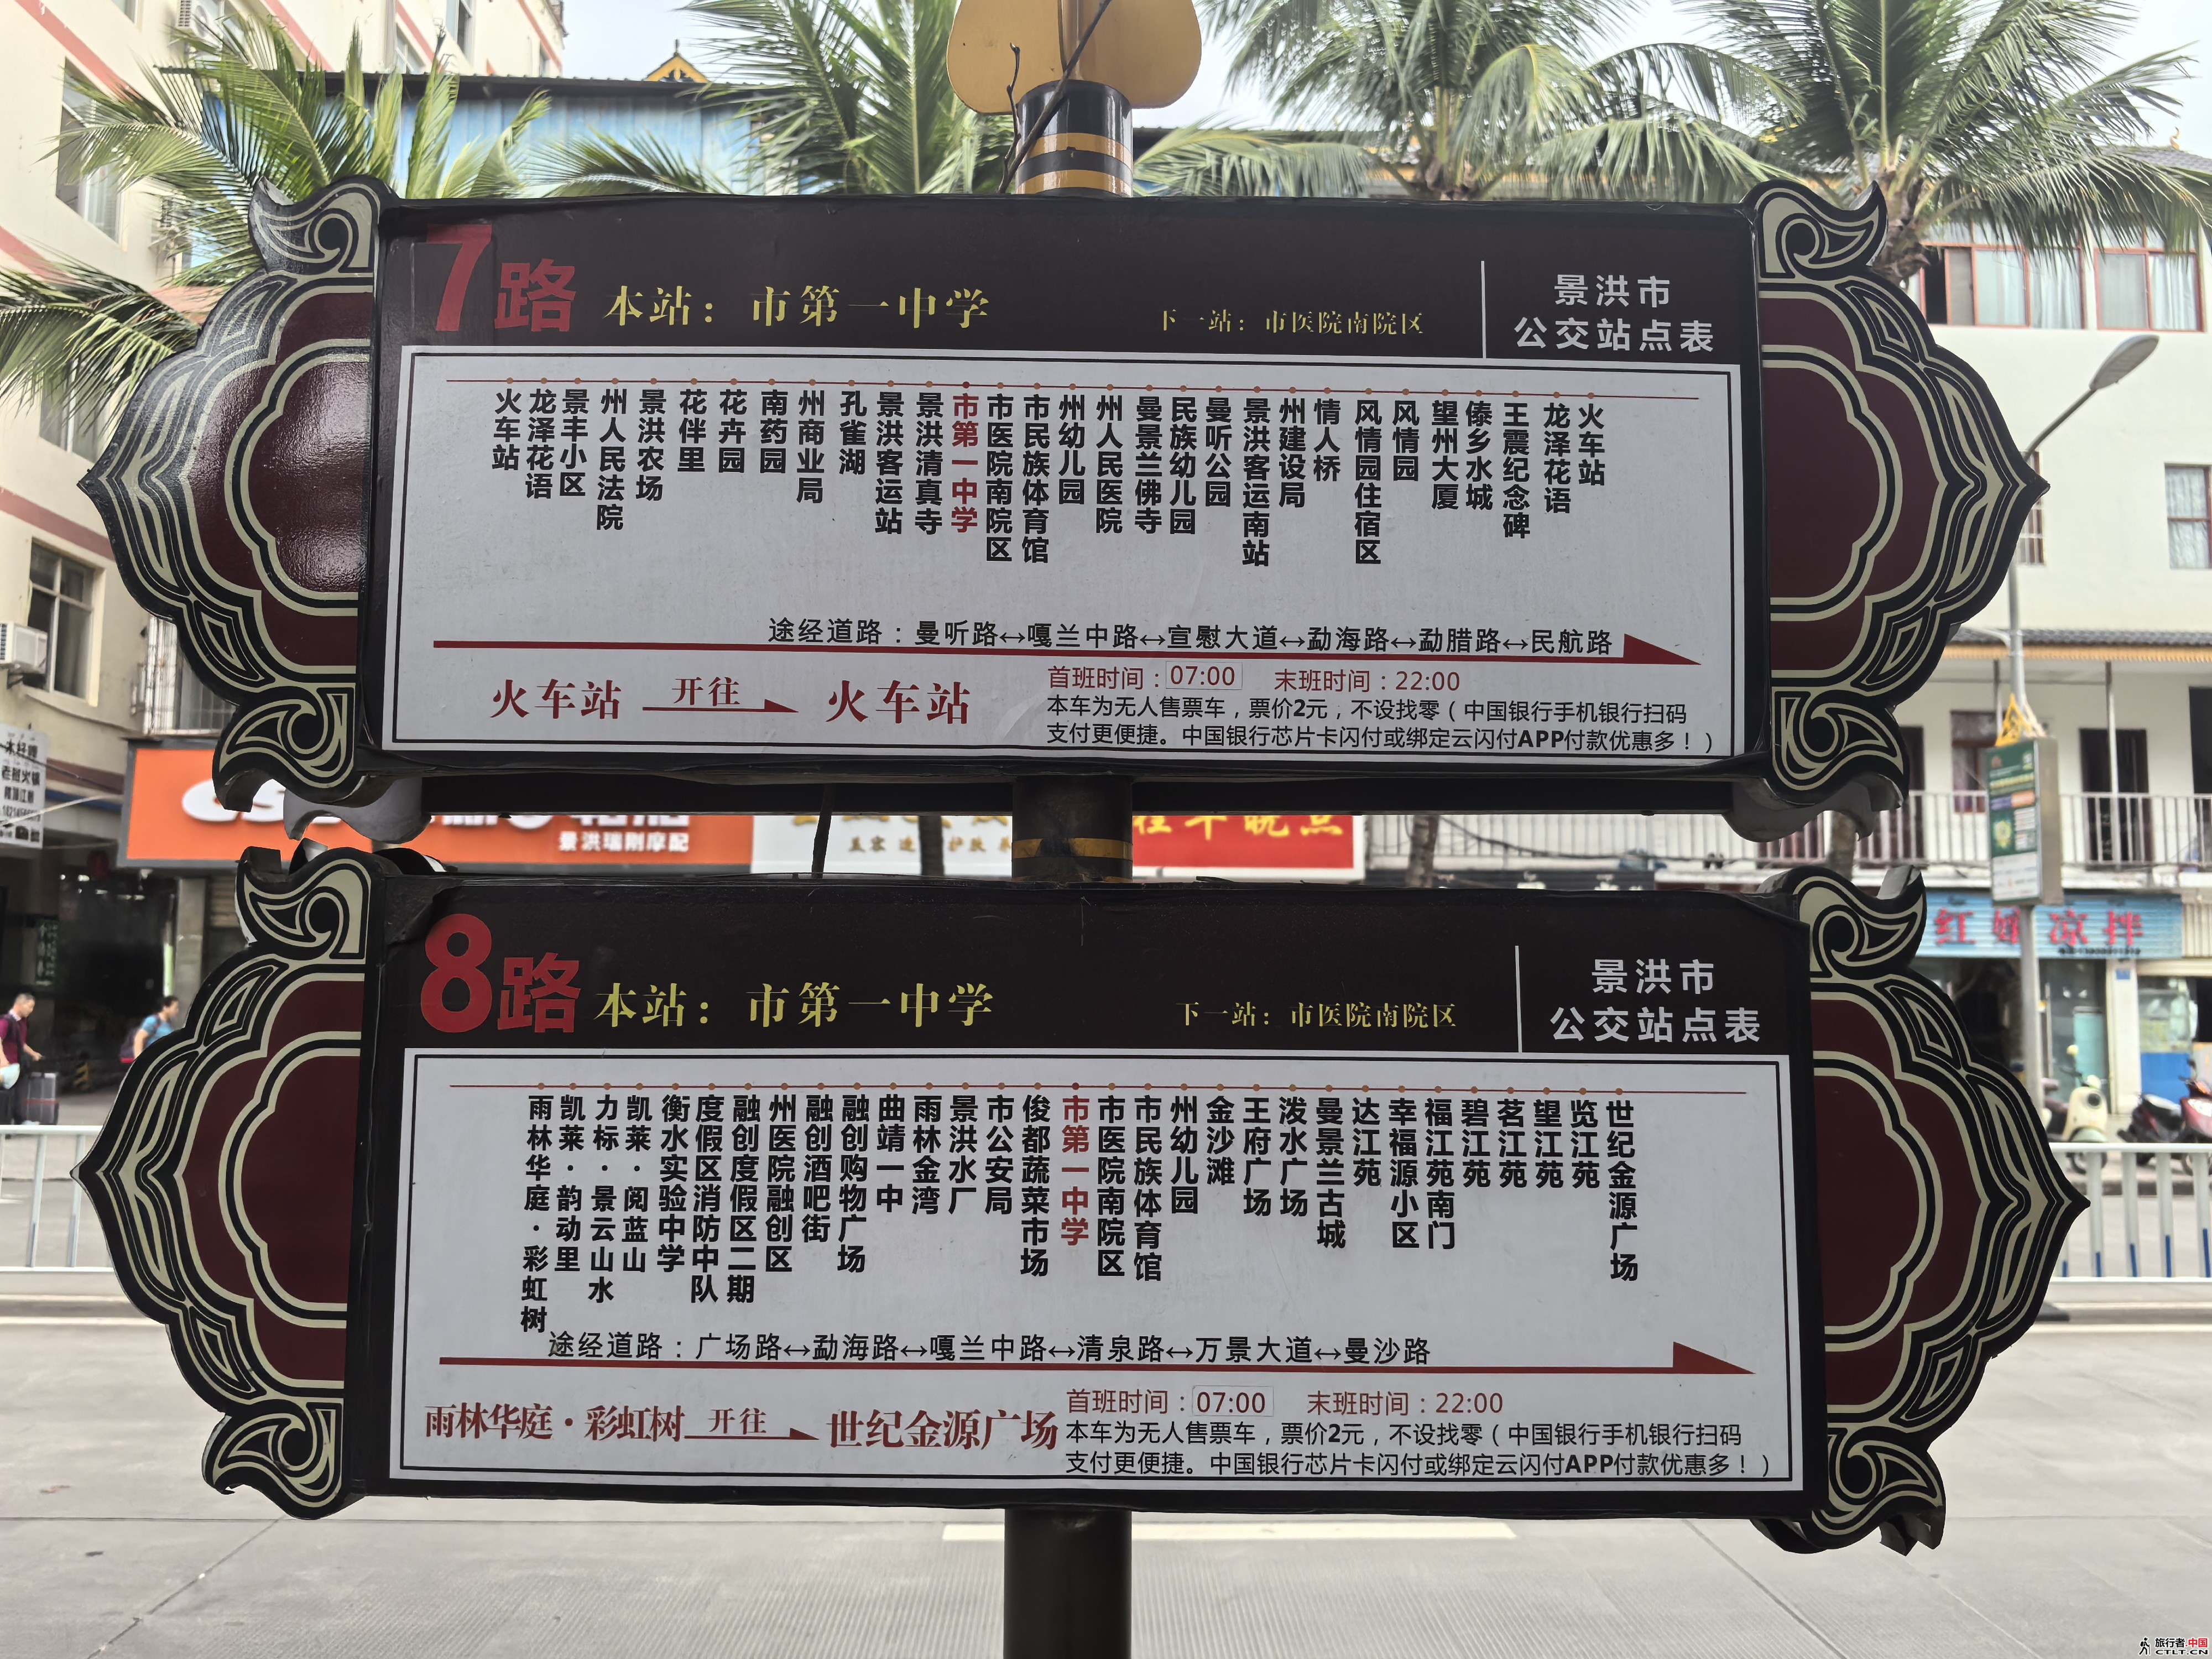 7路
本站：市第一中学
下一站：市医院南院区
景洪市
公交站点表
火车站
龙泽花语
景丰小区
州人民法院
景洪农场
花伴里
花卉园
南药园
州商业局
孔雀湖
景洪客运站
景洪清真寺
市第一中学
市医院南院区
市民族体育馆
州幼儿园
州人民医院
曼景兰佛寺
民族幼儿园
曼听公园
景洪客运南站
州建设局
情人桥
风情园住宿区
风情园
望州大厦
傣乡水城
王震纪念碑
龙泽花语
火车站
途经道路：曼听路↔嘎兰中路↔宣慰大道↔勐海路↔勐腊路↔民航路
火车站 开往 火车站
首班时间：07:00 末班时间：22:00
本车为无人售票车，票价2元，不设找零（中国银行手机银行扫码
支付更便捷。中国银行芯片卡闪付或绑定云闪付APP付款优惠多！）
景洪瑞刚摩配
8路
本站：市第一中学
下一站：市医院南院区
景洪市
公交站点表
雨林华庭·彩虹树
凯莱·韵动里
力标·景云山水
凯莱·阅蓝山
衡水实验中学
度假区消防中队
融创度假区二期
州医院融创区
融创酒吧街
融创购物广场
曲靖一中
雨林金湾
景洪水厂
市公安局
俊都蔬菜市场
市第一中学
市医院南院区
市民族体育馆
州幼儿园
金沙滩
王府广场
泼水广场
曼景兰古城
达江苑
幸福源小区
福江苑南门
碧江苑
茗江苑
望江苑
览江苑
世纪金源广场
途经道路：广场路↔勐海路↔嘎兰中路↔清泉路↔万景大道↔曼沙路
雨林华庭·彩虹树 开往 世纪金源广场
首班时间：07:00 末班时间：22:00
本车为无人售票车，票价2元，不设找零（中国银行手机银行扫码
支付更便捷。中国银行芯片卡闪付或绑定云闪付APP付款优惠多！）
旅行者.中国
CTLT.CN